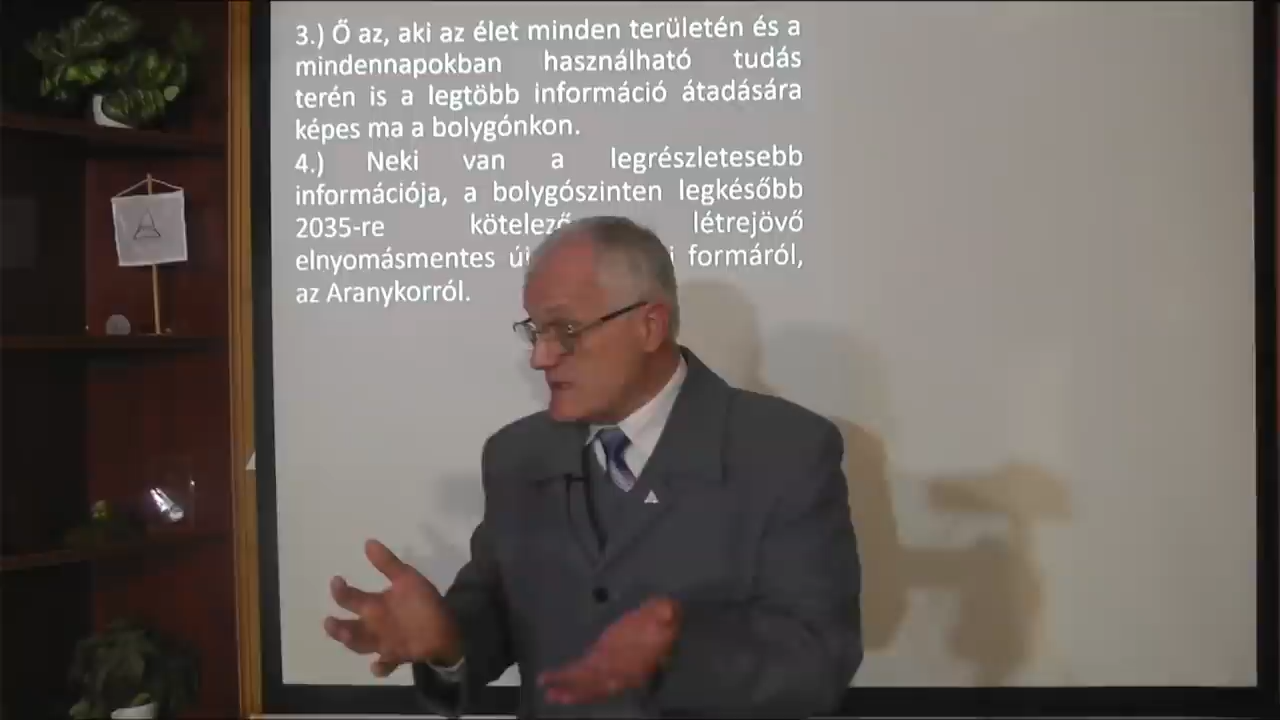 3.) Ő az, aki az élet minden területén és a
mindennapokban használható tudás
terén is a legtöbb információ átadására
képes ma a bolygónkon.
4.) Neki van a legrészletesebb
információja, a bolygószinten legkésőbb
2035-re létrejövő
elnyomásmentes formáról,
az Aranykorról.